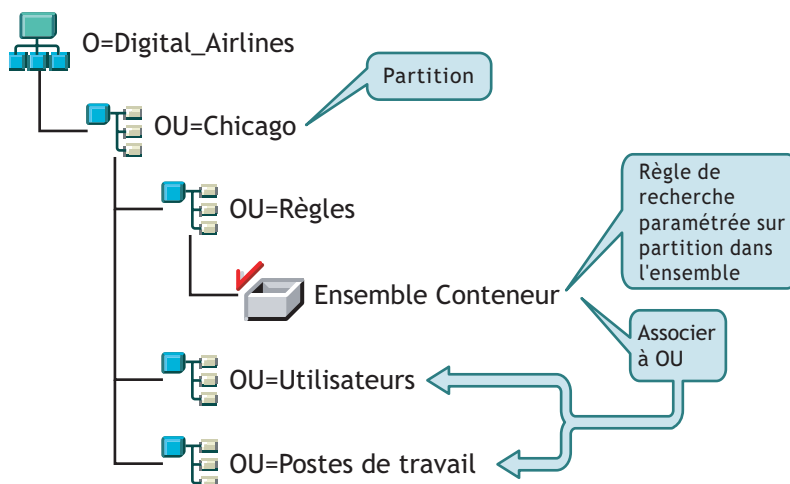 O=Digital_Airlines
Partition
OU=Chicago
Règle de
recherche
paramétrée sur
partition dans
l'ensemble
OU=Règles
Ensemble Conteneur
Associer
à OU
OU=Utilisateurs
OU=Postes de travail